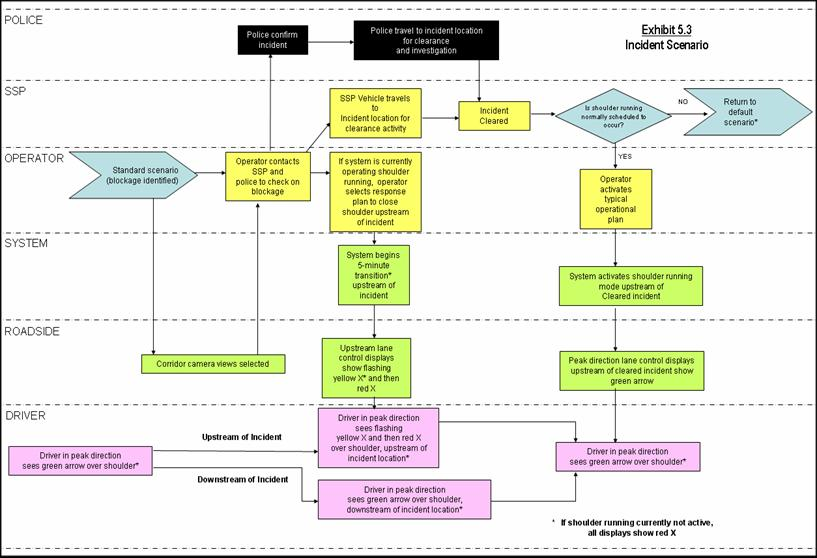 POLICE
Police confirm
incident
Police travel to incident location
for clearance
and investigation
Exhibit 5.3
Incident Scenario
SSP
SSP Vehicle travels
to
Incident location for
clearance activity
Incident
Cleared
Is shoulder running
normally scheduled to
occur?
NO
Return to
default
scenario*
YES
OPERATOR
Standard scenario
(blockage identified)
Operator contacts
SSP and
police to check on
blockage
If system is currently
operating shoulder
running, operator
selects response
plan to close
shoulder upstream
of incident
Operator
activates
typical
operational
plan
SYSTEM
System begins
5-minute
transition*
upstream of
incident
System activates shoulder running
mode upstream of
Cleared incident
ROADSIDE
Corridor camera views selected
Upstream lane
control displays
show flashing
yellow X* and then
red X
Peak direction lane control displays
upstream of cleared incident show
green arrow
DRIVER
Driver in peak direction
sees green arrow over shoulder*
Upstream of Incident
Downstream of Incident
Driver in peak direction
sees flashing
yellow X and then red X
over shoulder, upstream of
incident location*
Driver in peak direction
sees green arrow over shoulder,
downstream of incident location*
Driver in peak direction
sees green arrow over shoulder*
* If shoulder running currently not active,
all displays show red X